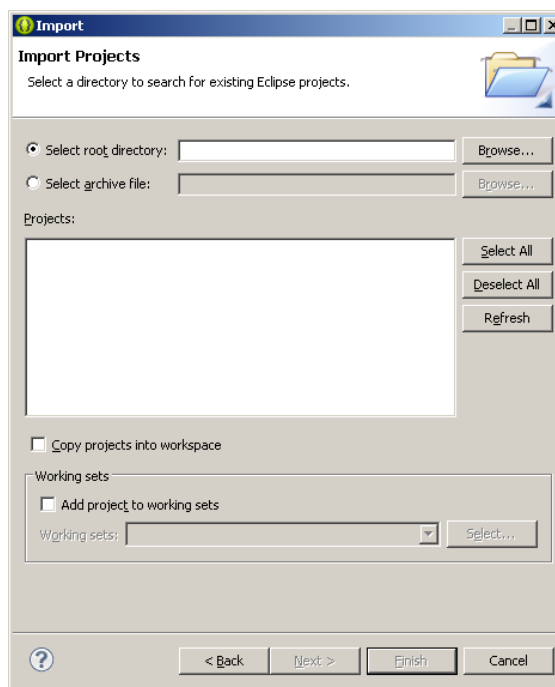 Import
Import Projects
Select a directory to search for existing Eclipse projects.
Select root directory:
Browse...
Select archive file:
Browse...
Projects:
Select All
Deselect All
Refresh
Copy projects into workspace
Working sets
Add project to working sets
Working sets:
Select...
?
< Back
Next >
Finish
Cancel